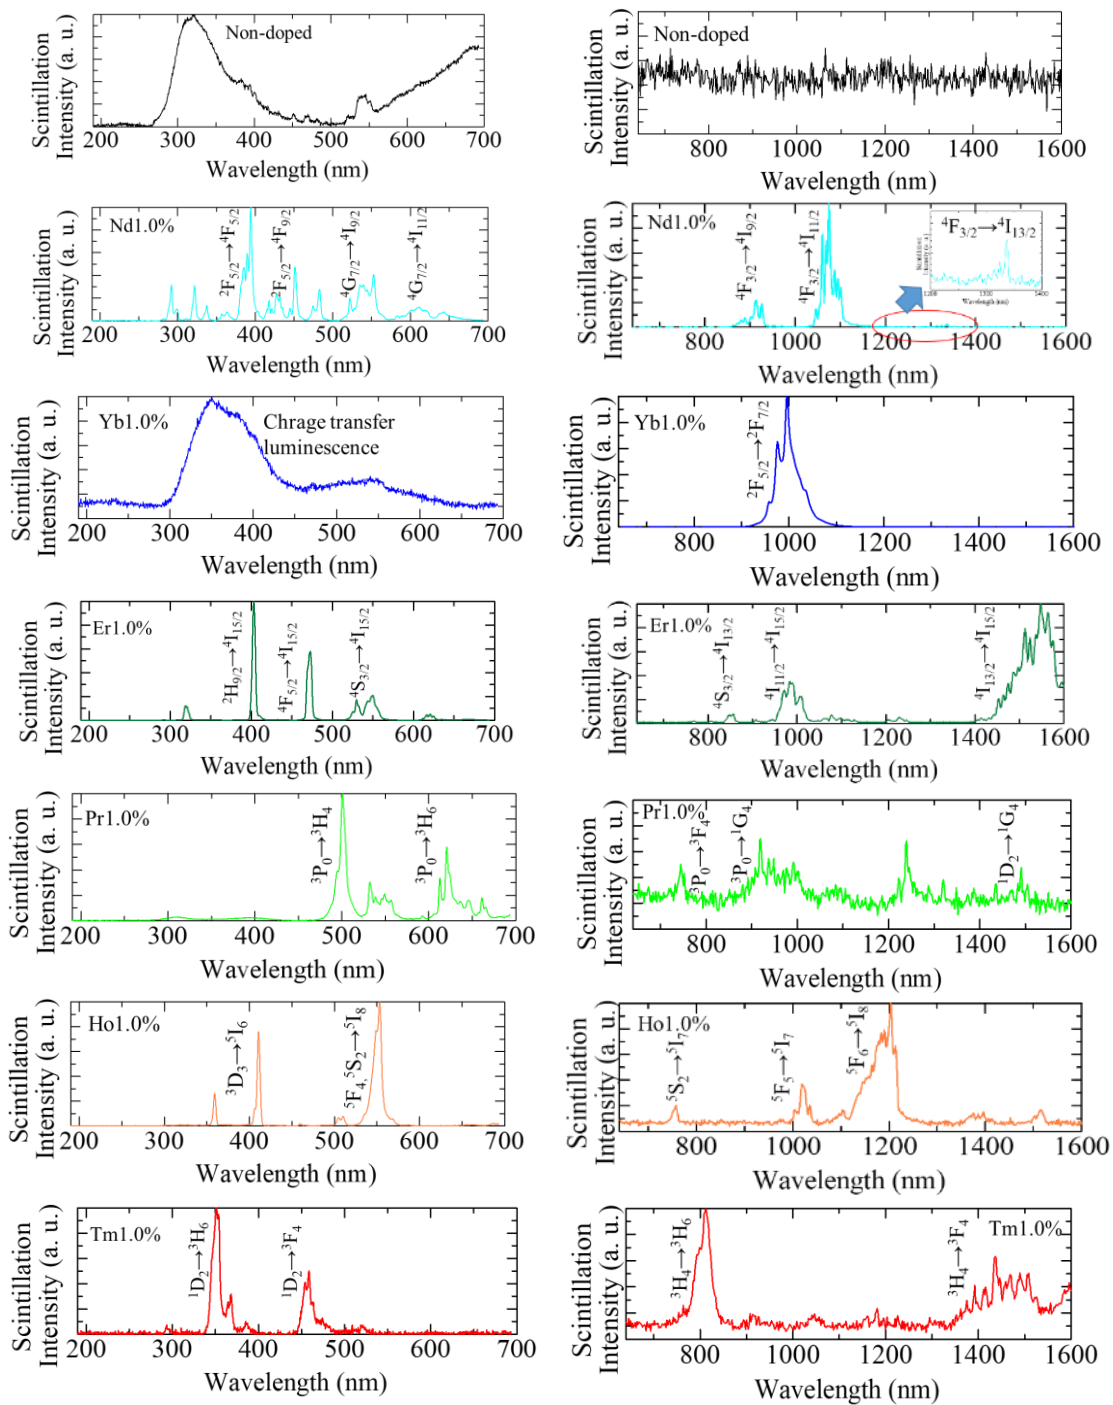 Scintillation
Intensity (a. u.)
Non-doped
200 300 400 500 600 700
Wavelength (nm)
Scintillation
Intensity (a. u.)
Non-doped
800 1000 1200 1400 1600
Wavelength (nm)
Scintillation
Intensity (a. u.)
Nd1.0%
²F₅/₂→⁴F₅/₂
²F₅/₂→⁴F₉/₂
⁴G₇/₂→⁴I₉/₂
⁴G₇/₂→⁴I₁₁/₂
200 300 400 500 600 700
Wavelength (nm)
Scintillation
Intensity (a. u.)
Nd1.0%
⁴F₃/₂→⁴I₉/₂
⁴F₃/₂→⁴I₁₁/₂
⁴F₃/₂→⁴I₁₃/₂
Scintillation
Intensity (a. u.)
1200 1300 1400
Wavelength (nm)
800 1000 1200 1400 1600
Wavelength (nm)
Scintillation
Intensity (a. u.)
Yb1.0%
Chrage transfer
luminescence
200 300 400 500 600 700
Wavelength (nm)
Scintillation
Intensity (a. u.)
Yb1.0%
²F₅/₂→²F₇/₂
800 1000 1200 1400 1600
Wavelength (nm)
Scintillation
Intensity (a. u.)
Er1.0%
²H₉/₂→⁴I₁₅/₂
⁴F₅/₂→⁴I₁₅/₂
⁴S₃/₂→⁴I₁₅/₂
200 300 400 500 600 700
Wavelength (nm)
Scintillation
Intensity (a. u.)
Er1.0%
⁴S₃/₂→⁴I₁₃/₂
⁴I₁₁/₂→⁴I₁₅/₂
⁴I₁₃/₂→⁴I₁₅/₂
800 1000 1200 1400 1600
Wavelength (nm)
Scintillation
Intensity (a. u.)
Pr1.0%
³P₀→³H₄
³P₀→³H₆
200 300 400 500 600 700
Wavelength (nm)
Scintillation
Intensity (a. u.)
Pr1.0%
³P₀→³F₄
³P₀→¹G₄
¹D₂→¹G₄
800 1000 1200 1400 1600
Wavelength (nm)
Scintillation
Intensity (a. u.)
Ho1.0%
³D₃→⁵I₆
⁵F₄,⁵S₂→⁵I₈
200 300 400 500 600 700
Wavelength (nm)
Scintillation
Intensity (a. u.)
Ho1.0%
⁵S₂→⁵I₇
⁵F₅→⁵I₇
⁵F₆→⁵I₈
800 1000 1200 1400 1600
Wavelength (nm)
Scintillation
Intensity (a. u.)
Tm1.0%
¹D₂→³H₆
¹D₂→³F₄
200 300 400 500 600 700
Wavelength (nm)
Scintillation
Intensity (a. u.)
Tm1.0%
³H₄→³H₆
³H₄→³F₄
800 1000 1200 1400 1600
Wavelength (nm)